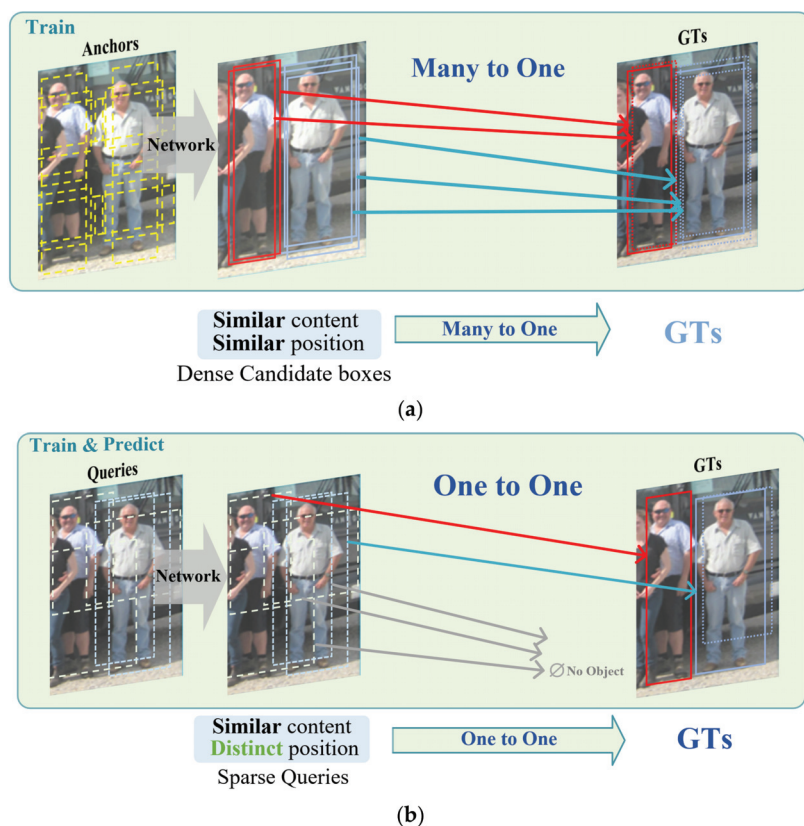 Train
Anchors
GTs
Many to One
Network
Similar content
Similar position
Many to One
GTs
Dense Candidate boxes
(a)
Train & Predict
Queries
GTs
One to One
Network
∅ No Object
Similar content
Distinct position
One to One
GTs
Sparse Queries
(b)